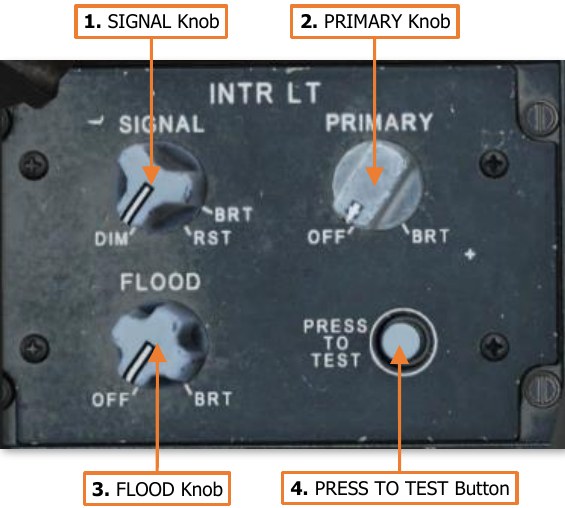 1. SIGNAL Knob
2. PRIMARY Knob
INTR LT
SIGNAL
PRIMARY
BRT
DIM
RST
OFF
BRT
FLOOD
PRESS
TO
TEST
OFF
BRT
3. FLOOD Knob
4. PRESS TO TEST Button